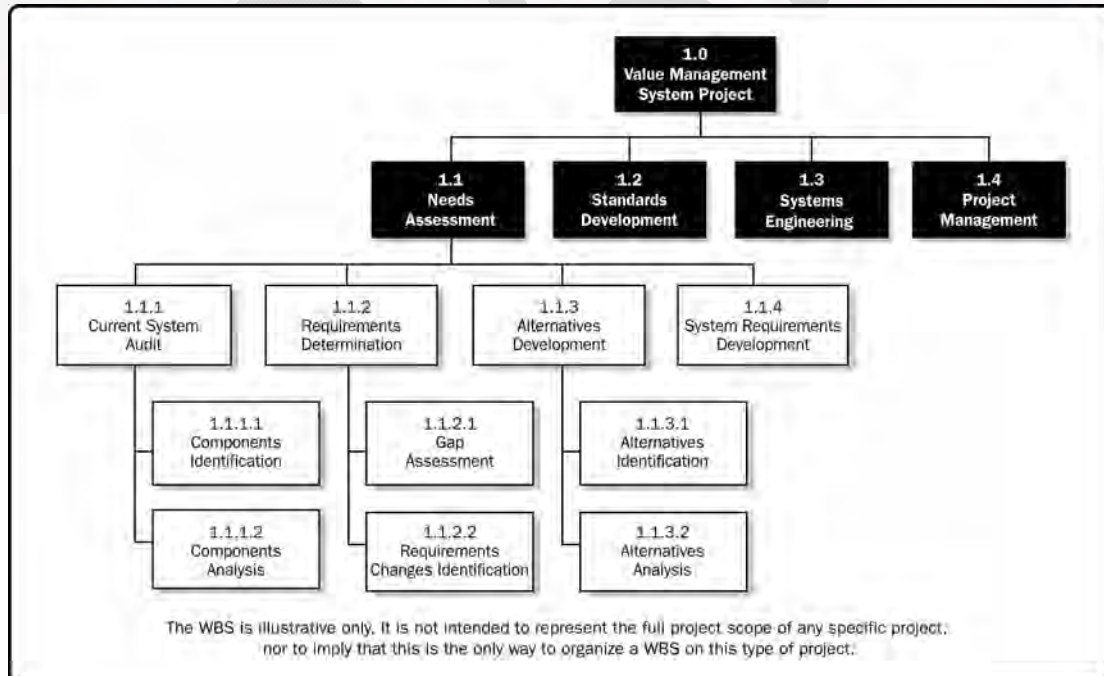 1.0
Value Management
System Project
1.1
Needs
Assessment
1.2
Standards
Development
1.3
Systems
Engineering
1.4
Project
Management
1.1.1
Current System
Audit
1.1.2
Requirements
Determination
1.1.3
Alternatives
Development
1.1.4
System Requirements
Development
1.1.1.1
Components
Identification
1.1.2.1
Gap
Assessment
1.1.3.1
Alternatives
Identification
1.1.1.2
Components
Analysis
1.1.2.2
Requirements
Changes Identification
1.1.3.2
Alternatives
Analysis
The WBS is illustrative only. It is not intended to represent the full project scope of any specific project,
nor to imply that this is the only way to organize a WBS on this type of project.